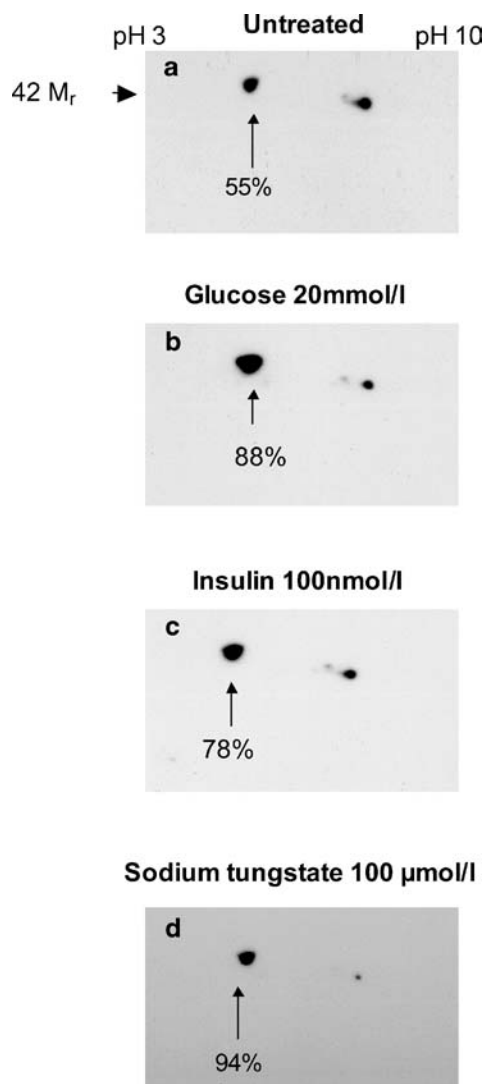 Untreated
pH 3 pH 10
42 Mr
a
55%
Glucose 20mmol/l
b
88%
Insulin 100nmol/l
c
78%
Sodium tungstate 100 µmol/l
d
94%